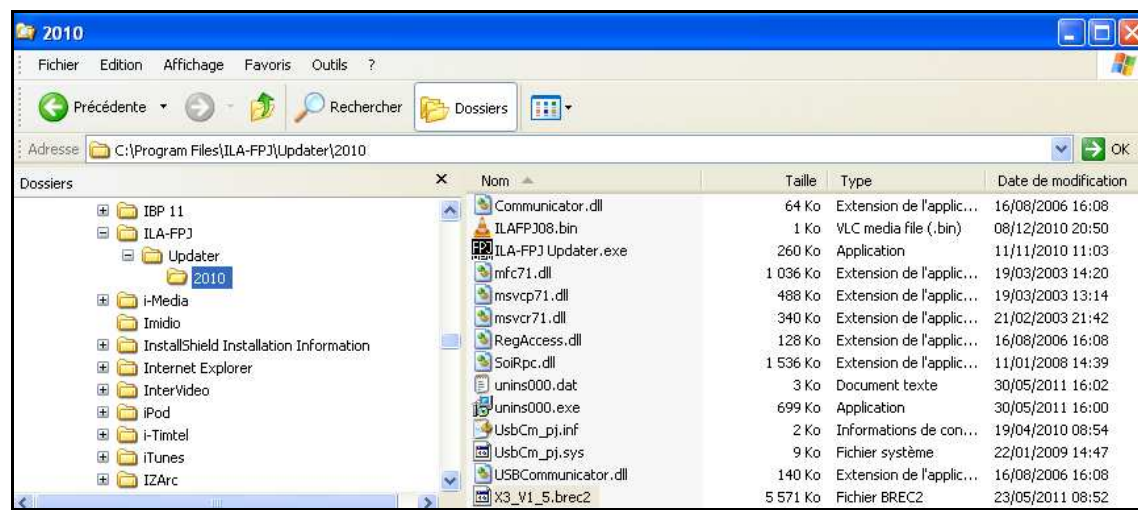 2010
Fichier Edition Affichage Favoris Outils ?
Précédente Rechercher Dossiers
Adresse C:\Program Files\ILA-FPJ\Updater\2010 OK
Dossiers × Nom Taille Type Date de modification
IBP 11
ILA-FPJ
Updater
2010
i-Media
Imidio
InstallShield Installation Information
Internet Explorer
InterVideo
iPod
i-Timtel
iTunes
IZArc
Communicator.dll 64 Ko Extension de l'applic... 16/08/2006 16:08
ILAFPJ08.bin 1 Ko VLC media file (.bin) 08/12/2010 20:50
FPJ ILA-FPJ Updater.exe 260 Ko Application 11/11/2010 11:03
mfc71.dll 1 036 Ko Extension de l'applic... 19/03/2003 14:20
msvcp71.dll 488 Ko Extension de l'applic... 19/03/2003 13:14
msvcr71.dll 340 Ko Extension de l'applic... 21/02/2003 21:42
RegAccess.dll 128 Ko Extension de l'applic... 16/08/2006 16:08
SoiRpc.dll 1 536 Ko Extension de l'applic... 11/01/2008 14:39
unins000.dat 3 Ko Document texte 30/05/2011 16:02
unins000.exe 699 Ko Application 30/05/2011 16:00
UsbCm_pj.inf 2 Ko Informations de con... 19/04/2010 08:54
UsbCm_pj.sys 9 Ko Fichier système 22/01/2009 14:47
USBCommunicator.dll 140 Ko Extension de l'applic... 16/08/2006 16:08
X3_V1_5.brec2 5 571 Ko Fichier BREC2 23/05/2011 08:52